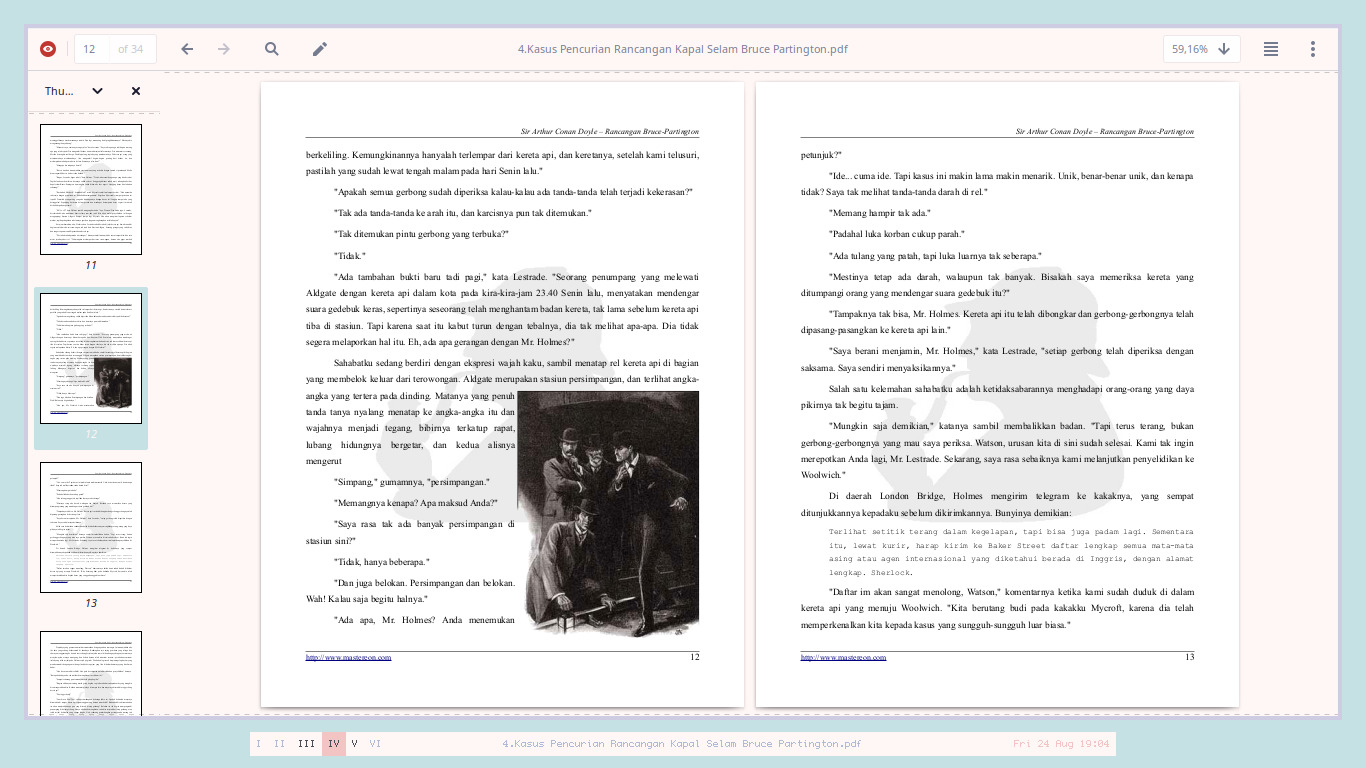 12 of 34
4.Kasus Pencurian Rancangan Kapal Selam Bruce Partington.pdf
59,16%
Thu...
11
12
13
Sir Arthur Conan Doyle – Rancangan Bruce-Partington
berkeliling. Kemungkinannya hanyalah terlempar dari kereta api, dan keretanya, setelah kami telusuri,
pastilah yang sudah lewat tengah malam pada hari Senin lalu."
"Apakah semua gerbong sudah diperiksa kalau-kalau ada tanda-tanda telah terjadi kekerasan?"
"Tak ada tanda-tanda ke arah itu, dan karcisnya pun tak ditemukan."
"Tak ditemukan pintu gerbong yang terbuka?"
"Tidak."
"Ada tambahan bukti baru tadi pagi," kata Lestrade. "Seorang penumpang yang melewati
Aldgate dengan kereta api dalam kota pada kira-kira-jam 23.40 Senin lalu, menyatakan mendengar
suara gedebuk keras, sepertinya seseorang telah menghantam badan kereta, tak lama sebelum kereta api
tiba di stasiun. Tapi karena saat itu kabut turun dengan tebalnya, dia tak melihat apa-apa. Dia tidak
segera melaporkan hal itu. Eh, ada apa gerangan dengan Mr. Holmes?"
Sahabatku sedang berdiri dengan ekspresi wajah kaku, sambil menatap rel kereta api di bagian
yang membelok keluar dari terowongan. Aldgate merupakan stasiun persimpangan, dan terlihat angka-
angka yang tertera pada dinding. Matanya yang penuh
tanda tanya nyalang menatap ke angka-angka itu dan
wajahnya menjadi tegang, bibirnya terkatup rapat,
lubang hidungnya bergetar, dan kedua alisnya
mengerut
"Simpang," gumamnya, "persimpangan."
"Memangnya kenapa? Apa maksud Anda?"
"Saya rasa tak ada banyak persimpangan di
stasiun sini?"
"Tidak, hanya beberapa."
"Dan juga belokan. Persimpangan dan belokan.
Wah! Kalau saja begitu halnya."
"Ada apa, Mr. Holmes? Anda menemukan
http://www.mastereon.com 12
Sir Arthur Conan Doyle – Rancangan Bruce-Partington
petunjuk?"
"Ide... cuma ide. Tapi kasus ini makin lama makin menarik. Unik, benar-benar unik, dan kenapa
tidak? Saya tak melihat tanda-tanda darah di rel."
"Memang hampir tak ada."
"Padahal luka korban cukup parah."
"Ada tulang yang patah, tapi luka luarnya tak seberapa."
"Mestinya tetap ada darah, walaupun tak banyak. Bisakah saya memeriksa kereta yang
ditumpangi orang yang mendengar suara gedebuk itu?"
"Tampaknya tak bisa, Mr. Holmes. Kereta api itu telah dibongkar dan gerbong-gerbongnya telah
dipasang-pasangkan ke kereta api lain."
"Saya berani menjamin, Mr. Holmes," kata Lestrade, "setiap gerbong telah diperiksa dengan
saksama. Saya sendiri menyaksikannya."
Salah satu kelemahan sahabatku adalah ketidaksabarannya menghadapi orang-orang yang daya
pikirnya tak begitu tajam.
"Mungkin saja demikian," katanya sambil membalikkan badan. "Tapi terus terang, bukan
gerbong-gerbongnya yang mau saya periksa. Watson, urusan kita di sini sudah selesai. Kami tak ingin
merepotkan Anda lagi, Mr. Lestrade. Sekarang, saya rasa sebaiknya kami melanjutkan penyelidikan ke
Woolwich."
Di daerah London Bridge, Holmes mengirim telegram ke kakaknya, yang sempat
ditunjukkannya kepadaku sebelum dikirimkannya. Bunyinya demikian:
Terlihat setitik terang dalam kegelapan, tapi bisa juga padam lagi. Sementara
itu, lewat kurir, harap kirim ke Baker Street daftar lengkap semua mata-mata
asing atau agen internasional yang diketahui berada di Inggris, dengan alamat
lengkap. Sherlock.
"Daftar im akan sangat menolong, Watson," komentarnya ketika kami sudah duduk di dalam
kereta api yang menuju Woolwich. "Kita berutang budi pada kakakku Mycroft, karena dia telah
memperkenalkan kita kepada kasus yang sungguh-sungguh luar biasa."
http://www.mastereon.com 13
I II III IV V VI
4.Kasus Pencurian Rancangan Kapal Selam Bruce Partington.pdf
Fri 24 Aug 19:04